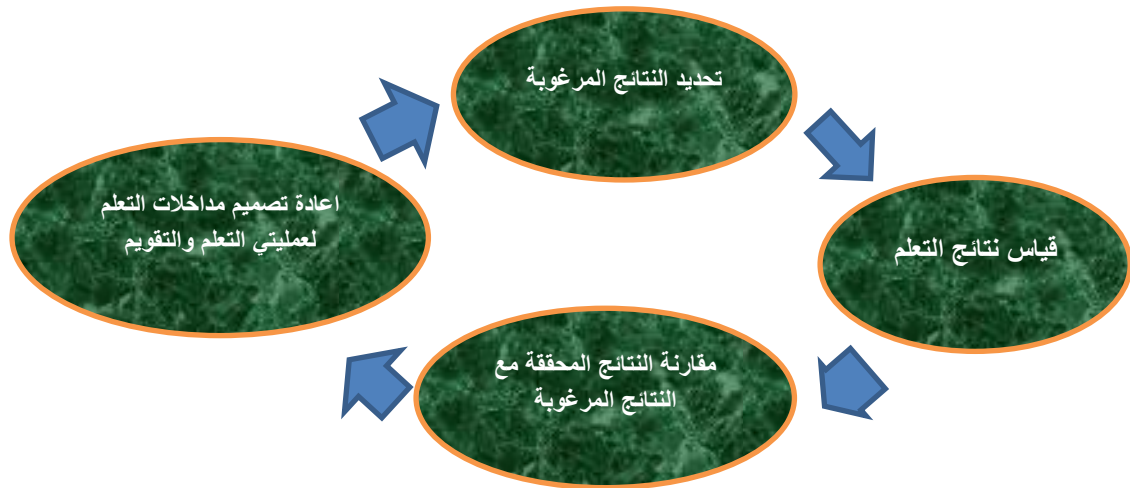 تحديد النتائج المرغوبة
قياس نتائج التعلم
مقارنة النتائج المحققة مع
النتائج المرغوبة
اعادة تصميم مداخلات التعلم
لعمليتي التعلم والتقويم